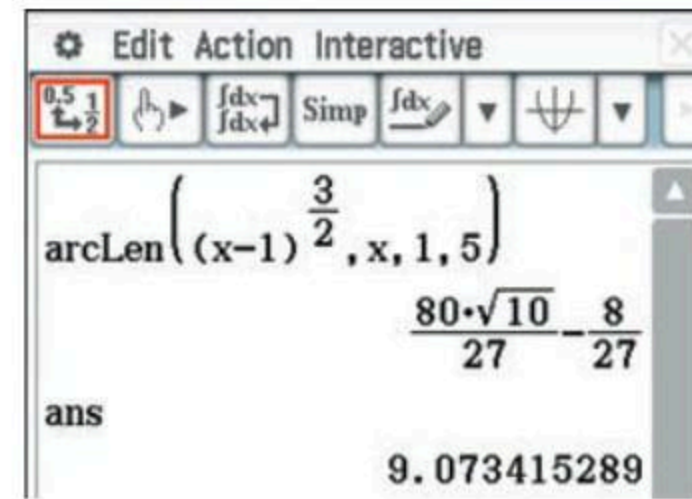 Edit Action Interactive
0.5 1/2 ∫dx ∫dx Simp ∫dx
arcLen((x-1)^(3/2),x,1,5)
80·√10/27-8/27
ans
9.073415289